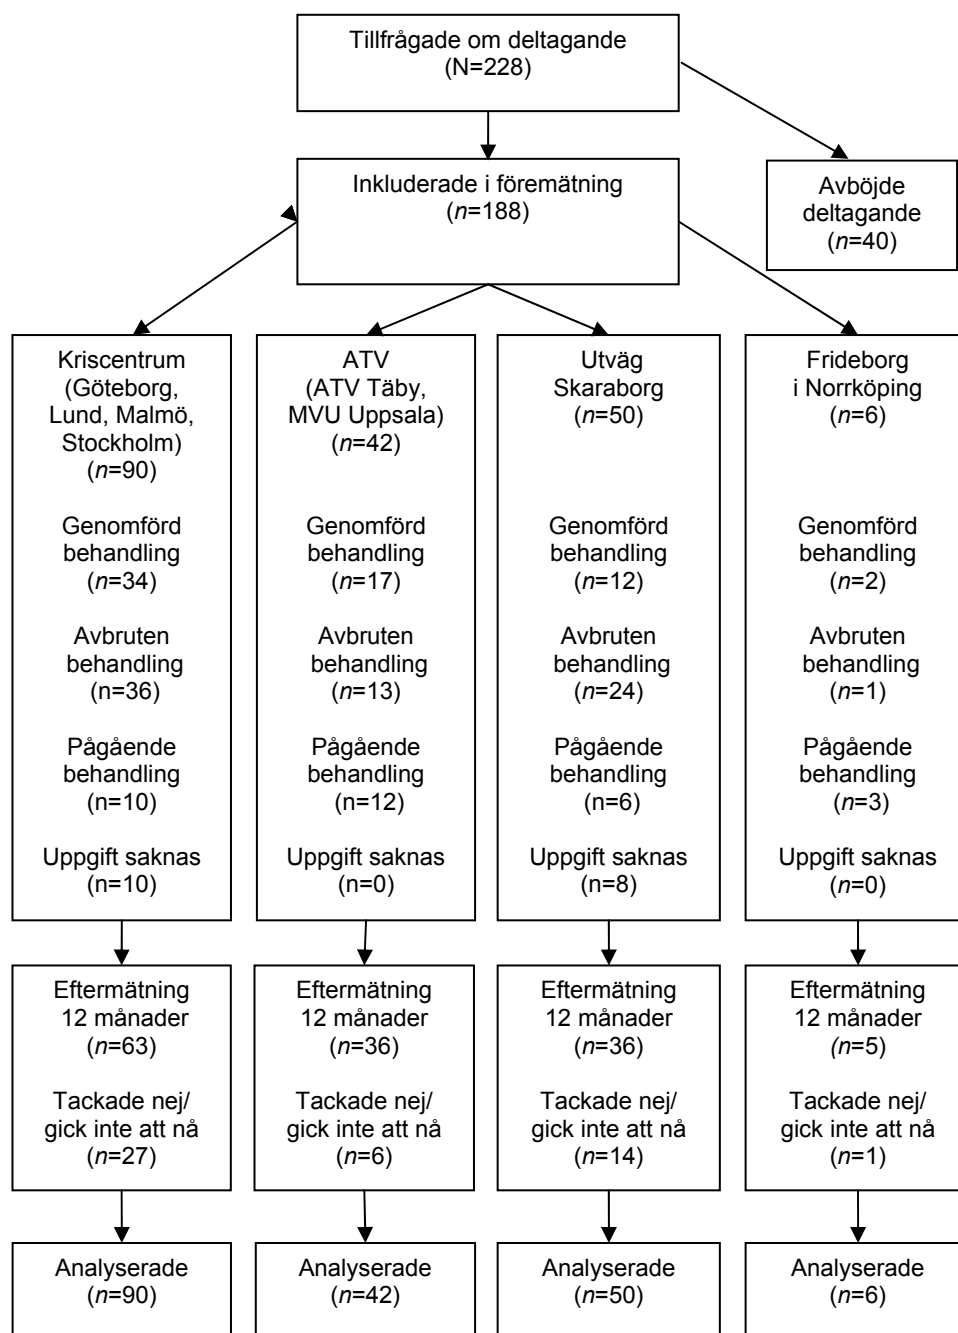 Tillfrågade om deltagande
(N=228)
Inkluderade i föremätning
(n=188)
Avböjde
deltagande
(n=40)
Kriscentrum
(Göteborg,
Lund, Malmö,
Stockholm)
(n=90)
Genomförd
behandling
(n=34)
Avbruten
behandling
(n=36)
Pågående
behandling
(n=10)
Uppgift saknas
(n=10)
ATV
(ATV Täby,
MVU Uppsala)
(n=42)
Genomförd
behandling
(n=17)
Avbruten
behandling
(n=13)
Pågående
behandling
(n=12)
Uppgift saknas
(n=0)
Utväg
Skaraborg
(n=50)
Genomförd
behandling
(n=12)
Avbruten
behandling
(n=24)
Pågående
behandling
(n=6)
Uppgift saknas
(n=8)
Frideborg
i Norrköping
(n=6)
Genomförd
behandling
(n=2)
Avbruten
behandling
(n=1)
Pågående
behandling
(n=3)
Uppgift saknas
(n=0)
Eftermätning
12 månader
(n=63)
Tackade nej/
gick inte att nå
(n=27)
Eftermätning
12 månader
(n=36)
Tackade nej/
gick inte att nå
(n=6)
Eftermätning
12 månader
(n=36)
Tackade nej/
gick inte att nå
(n=14)
Eftermätning
12 månader
(n=5)
Tackade nej/
gick inte att nå
(n=1)
Analyserade
(n=90)
Analyserade
(n=42)
Analyserade
(n=50)
Analyserade
(n=6)